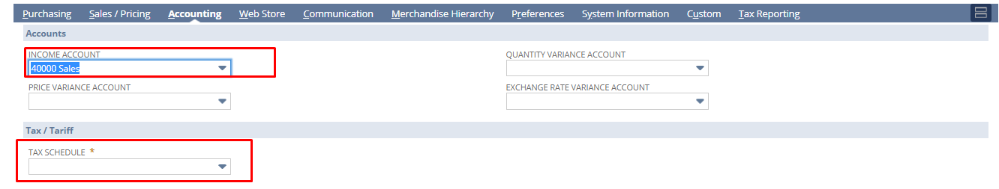 Purchasing Sales / Pricing Accounting Web Store Communication Merchandise Hierarchy Preferences System Information Custom Tax Reporting
Accounts
INCOME ACCOUNT QUANTITY VARIANCE ACCOUNT
40000 Sales
PRICE VARIANCE ACCOUNT EXCHANGE RATE VARIANCE ACCOUNT
Tax / Tariff
TAX SCHEDULE *